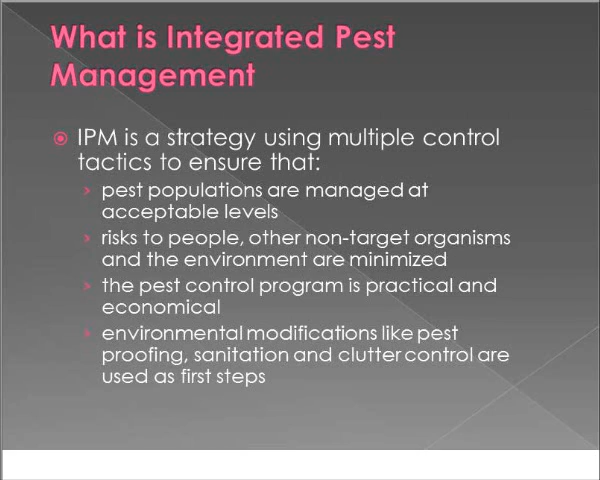 What is Integrated Pest
Management
IPM is a strategy using multiple control
tactics to ensure that:
pest populations are managed at
acceptable levels
risks to people, other non-target organisms
and the environment are minimized
the pest control program is practical and
economical
environmental modifications like pest
proofing, sanitation and clutter control are
used as first steps